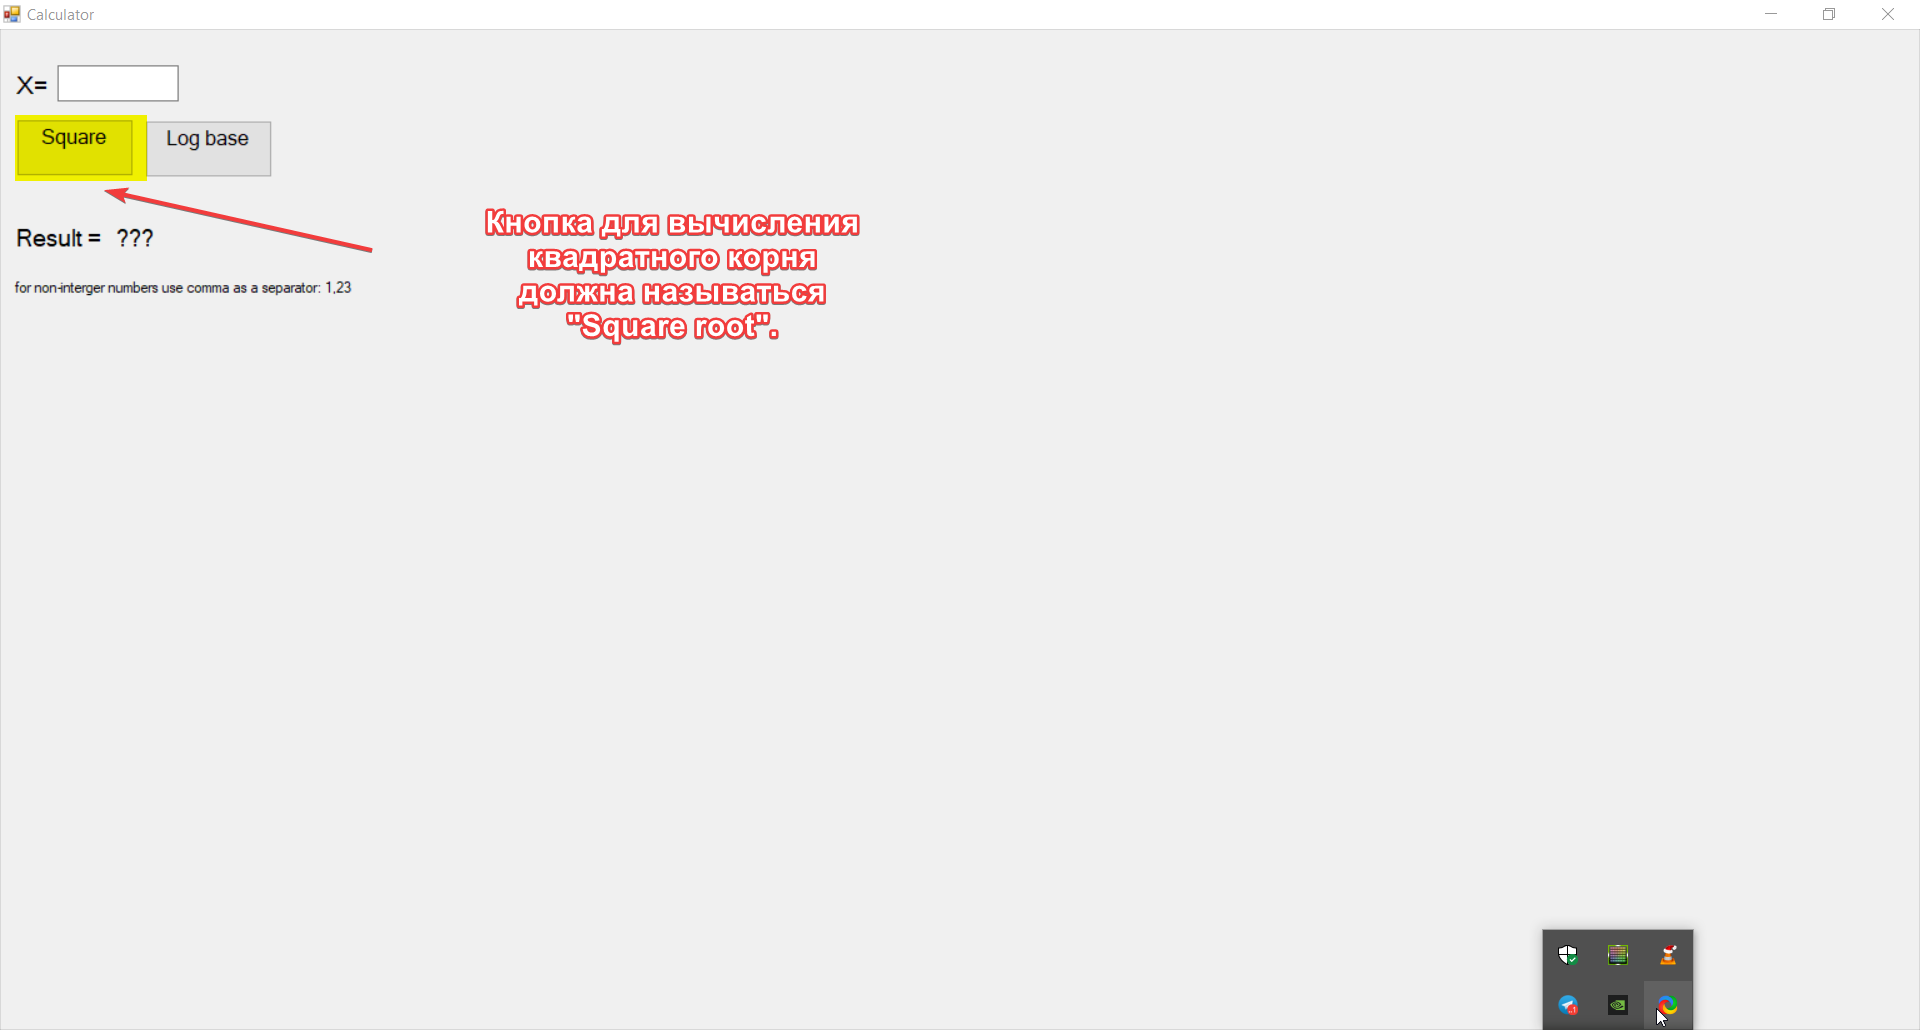 Calculator
X=
Square
Log base
Result = ???
for non-interger numbers use comma as a separator: 1,23
Кнопка для вычисления
квадратного корня
должна называться
"Square root".